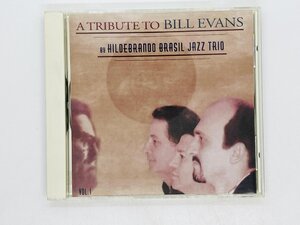 A TRIBUTE TO BILL EVANS
BY HILDEBRANDO BRASIL JAZZ TRIO
VOL. 1